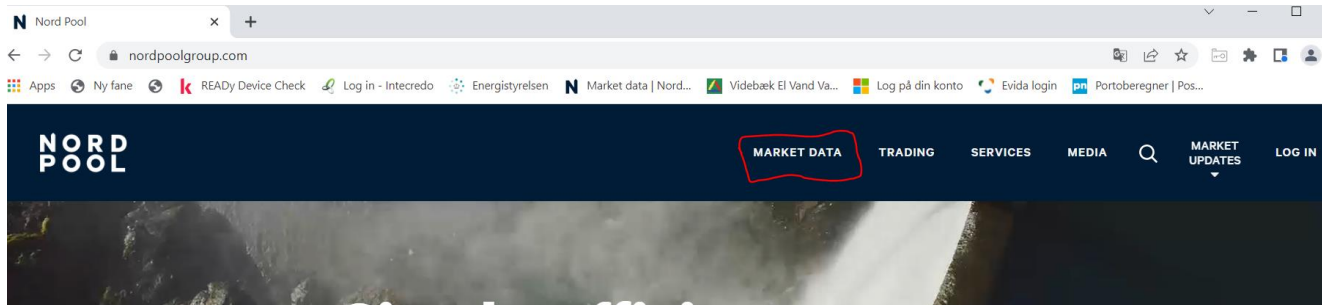 Nord Pool
nordpoolgroup.com
Apps Ny fane READy Device Check Log in - Intecredo Energistyrelsen Market data | Nord... Videbæk El Vand Va... Log på din konto Evida login Portoberegner | Pos...
NORD
POOL
MARKET DATA TRADING SERVICES MEDIA MARKET
UPDATES LOG IN